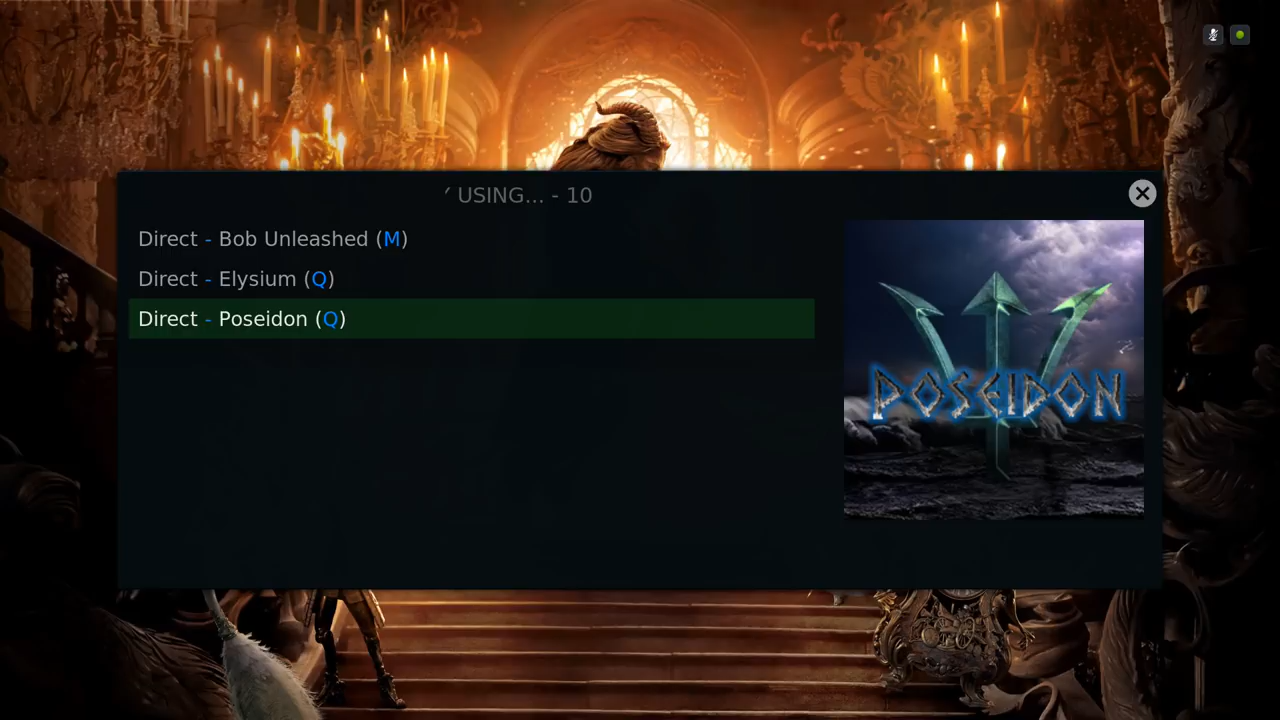 USING... - 10
Direct - Bob Unleashed (M)
Direct - Elysium (Q)
Direct - Poseidon (Q)
POSEIDON